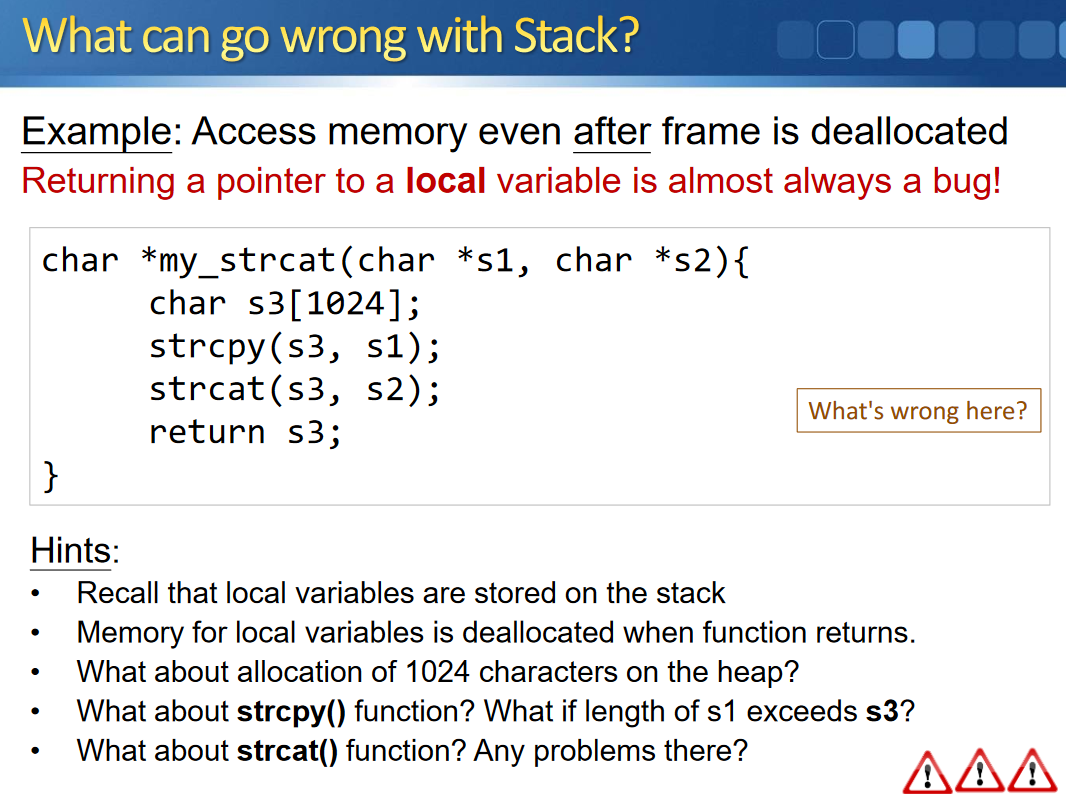 What can go wrong with Stack?
Example: Access memory even after frame is deallocated
Returning a pointer to a local variable is almost always a bug!
char *my_strcat(char *s1, char *s2){
char s3[1024];
strcpy(s3, s1);
strcat(s3, s2);
return s3;
}
What's wrong here?
Hints:
• Recall that local variables are stored on the stack
• Memory for local variables is deallocated when function returns.
• What about allocation of 1024 characters on the heap?
• What about strcpy() function? What if length of s1 exceeds s3?
• What about strcat() function? Any problems there?